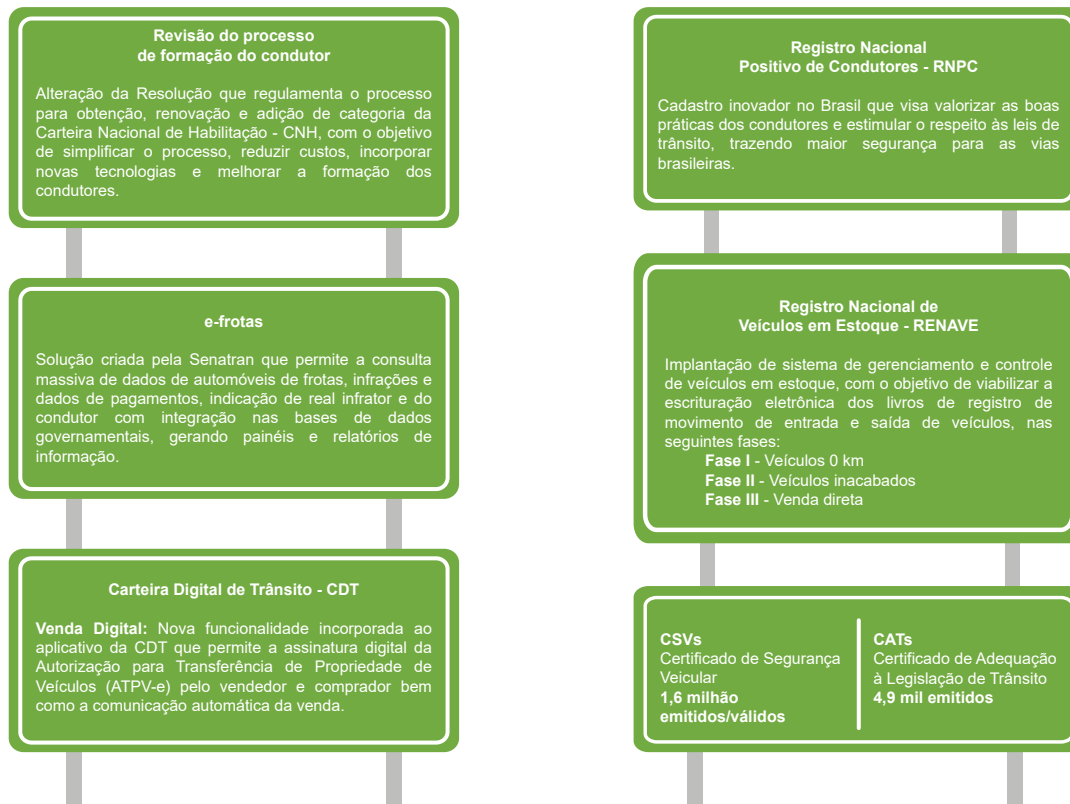 Revisão do processo
de formação do condutor
Alteração da Resolução que regulamenta o processo
para obtenção, renovação e adição de categoria da
Carteira Nacional de Habilitação - CNH, com o objetivo
de simplificar o processo, reduzir custos, incorporar
novas tecnologias e melhorar a formação dos
condutores.
e-frotas
Solução criada pela Senatran que permite a consulta
massiva de dados de automóveis de frotas, infrações e
dados de pagamentos, indicação de real infrator e do
condutor com integração nas bases de dados
governamentais, gerando painéis e relatórios de
informação.
Carteira Digital de Trânsito - CDT
Venda Digital: Nova funcionalidade incorporada ao
aplicativo da CDT que permite a assinatura digital da
Autorização para Transferência de Propriedade de
Veículos (ATPV-e) pelo vendedor e comprador bem
como a comunicação automática da venda.
Registro Nacional
Positivo de Condutores - RNPC
Cadastro inovador no Brasil que visa valorizar as boas
práticas dos condutores e estimular o respeito às leis de
trânsito, trazendo maior segurança para as vias
brasileiras.
Registro Nacional de
Veículos em Estoque - RENAVE
Implantação de sistema de gerenciamento e controle
de veículos em estoque, com o objetivo de viabilizar a
escrituração eletrônica dos livros de registro de
movimento de entrada e saída de veículos, nas
seguintes fases:
Fase I - Veículos 0 km
Fase II - Veículos inacabados
Fase III - Venda direta
CSVs
Certificado de Segurança
Veicular
1,6 milhão
emitidos/válidos
CATs
Certificado de Adequação
à Legislação de Trânsito
4,9 mil emitidos